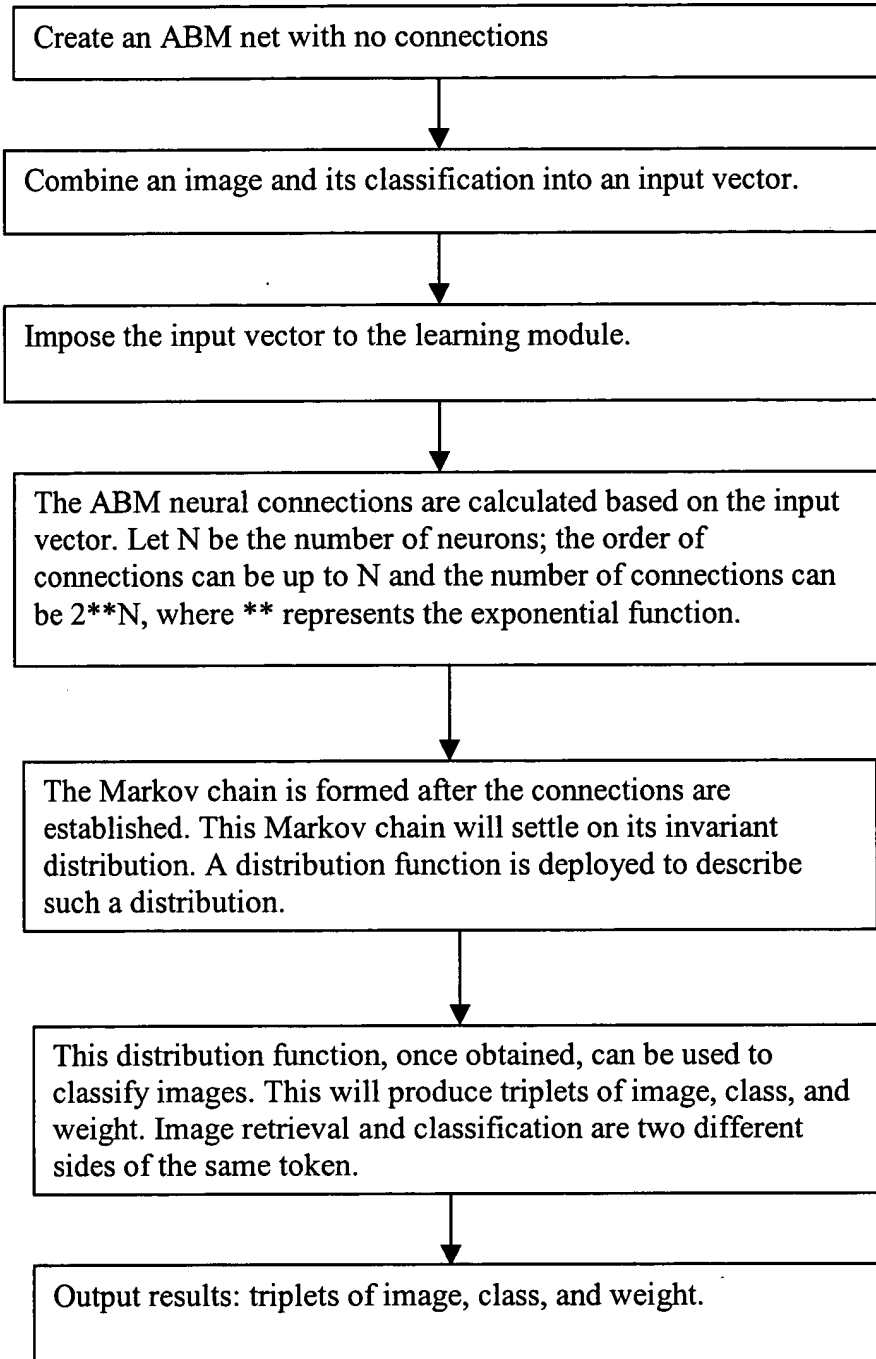 Create an ABM net with no connections
Combine an image and its classification into an input vector.
Impose the input vector to the learning module.
The ABM neural connections are calculated based on the input
vector. Let N be the number of neurons; the order of
connections can be up to N and the number of connections can
be 2**N, where ** represents the exponential function.
The Markov chain is formed after the connections are
established. This Markov chain will settle on its invariant
distribution. A distribution function is deployed to describe
such a distribution.
This distribution function, once obtained, can be used to
classify images. This will produce triplets of image, class, and
weight. Image retrieval and classification are two different
sides of the same token.
Output results: triplets of image, class, and weight.